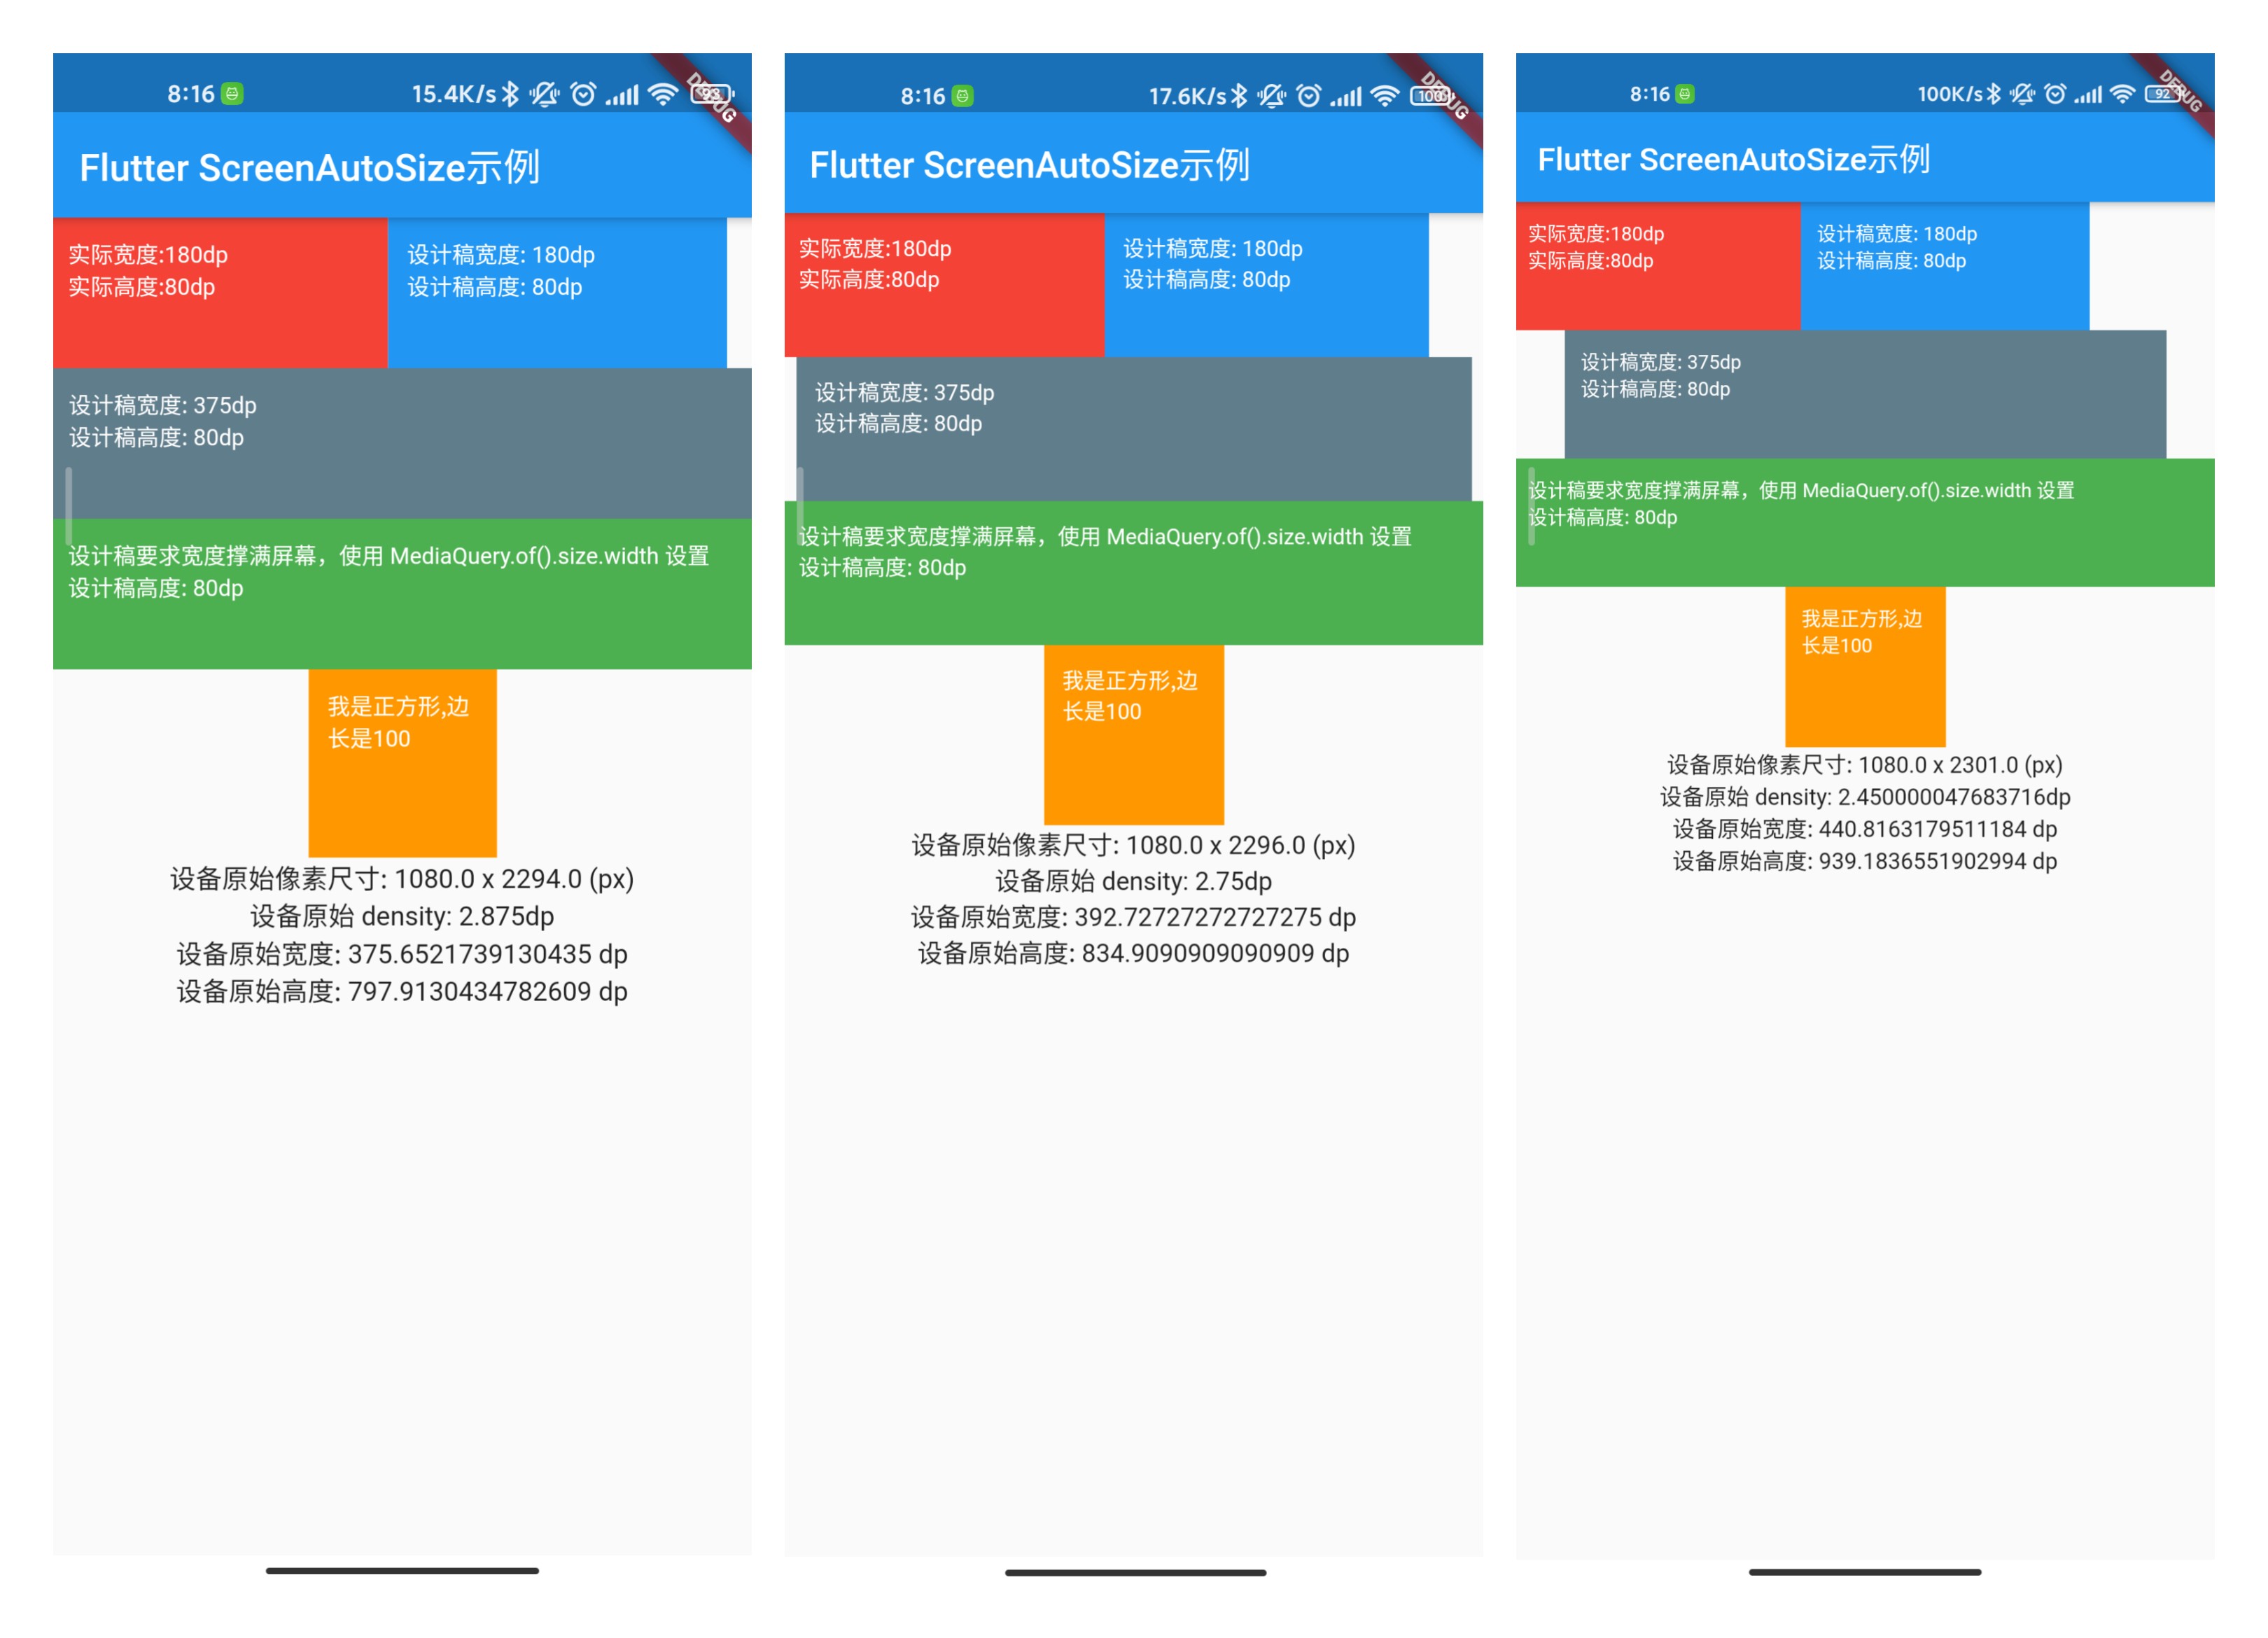 8:16 15.4K/s 93
DEBUG
Flutter ScreenAutoSize示例
实际宽度:180dp
实际高度:80dp
设计稿宽度: 180dp
设计稿高度: 80dp
设计稿宽度: 375dp
设计稿高度: 80dp
设计稿要求宽度撑满屏幕，使用 MediaQuery.of().size.width 设置
设计稿高度: 80dp
我是正方形,边
长是100
设备原始像素尺寸: 1080.0 x 2294.0 (px)
设备原始 density: 2.875dp
设备原始宽度: 375.6521739130435 dp
设备原始高度: 797.9130434782609 dp
8:16 17.6K/s 100
DEBUG
Flutter ScreenAutoSize示例
实际宽度:180dp
实际高度:80dp
设计稿宽度: 180dp
设计稿高度: 80dp
设计稿宽度: 375dp
设计稿高度: 80dp
设计稿要求宽度撑满屏幕，使用 MediaQuery.of().size.width 设置
设计稿高度: 80dp
我是正方形,边
长是100
设备原始像素尺寸: 1080.0 x 2296.0 (px)
设备原始 density: 2.75dp
设备原始宽度: 392.72727272727275 dp
设备原始高度: 834.9090909090909 dp
8:16 100K/s 92
DEBUG
Flutter ScreenAutoSize示例
实际宽度:180dp
实际高度:80dp
设计稿宽度: 180dp
设计稿高度: 80dp
设计稿宽度: 375dp
设计稿高度: 80dp
设计稿要求宽度撑满屏幕，使用 MediaQuery.of().size.width 设置
设计稿高度: 80dp
我是正方形,边
长是100
设备原始像素尺寸: 1080.0 x 2301.0 (px)
设备原始 density: 2.450000047683716dp
设备原始宽度: 440.8163179511184 dp
设备原始高度: 939.1836551902994 dp